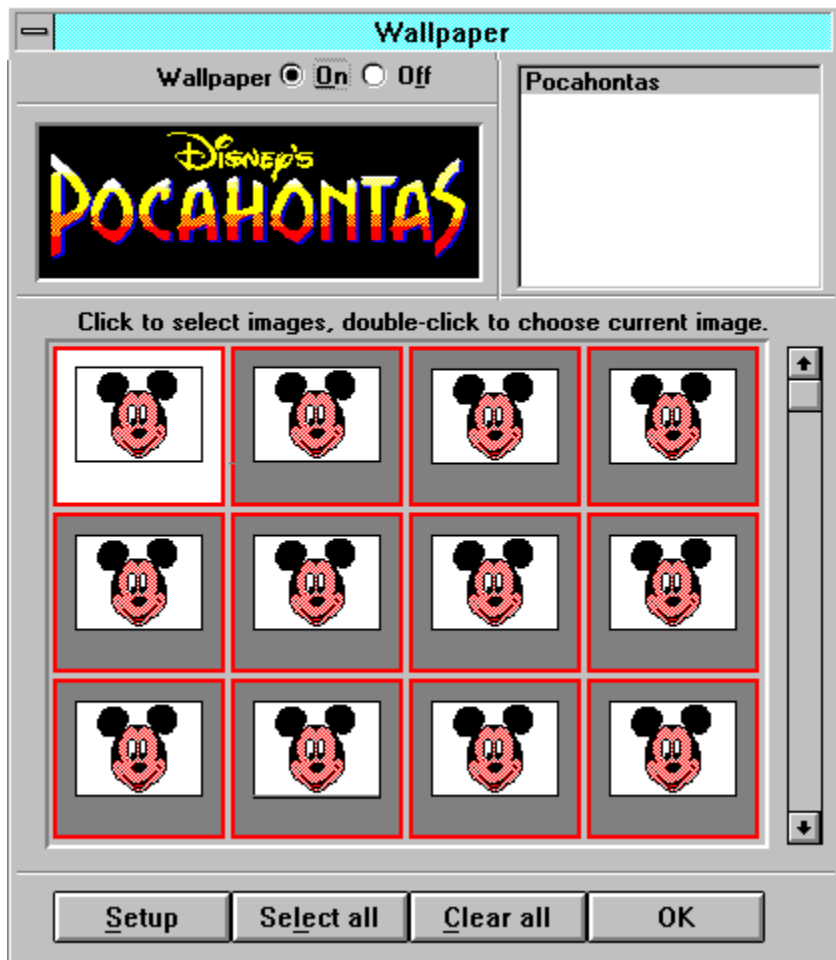 Wallpaper
Wallpaper On Off
Pocahontas
DISNEY'S
POCAHONTAS
Click to select images, double-click to choose current image.
Setup Select all Clear all OK